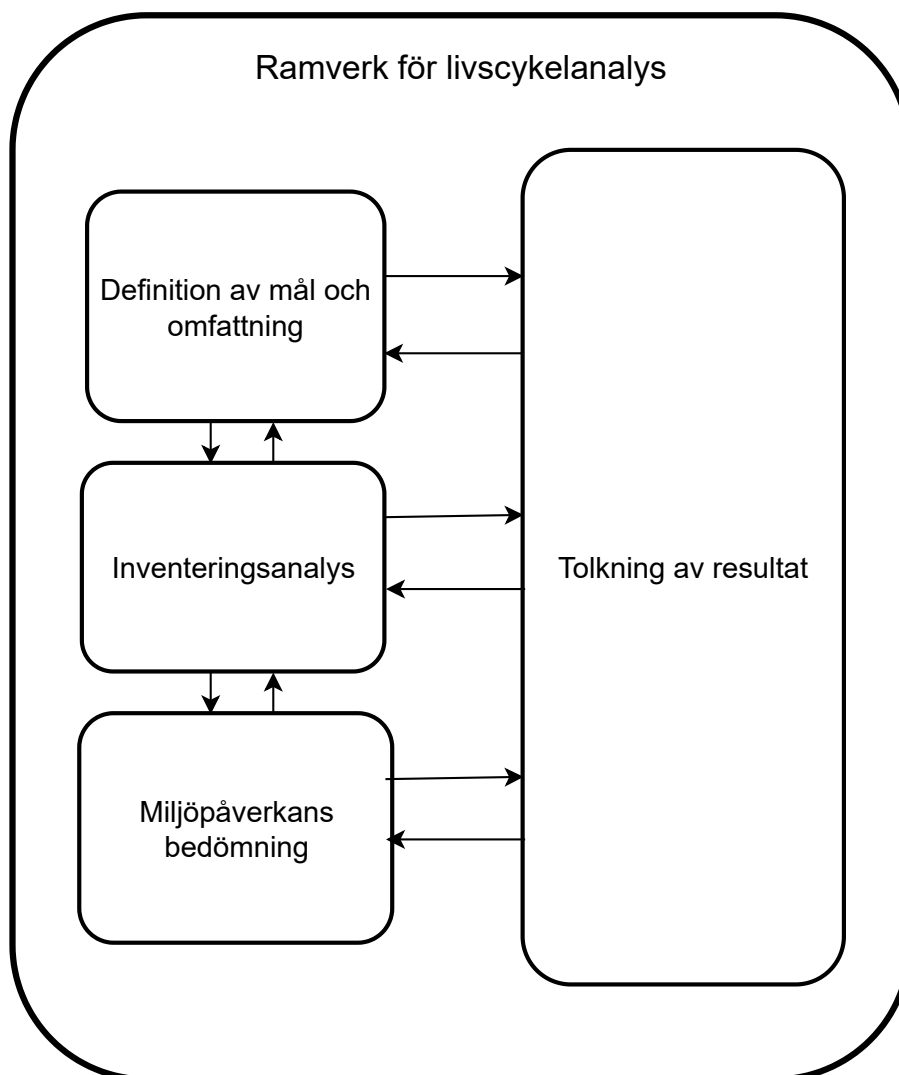 Ramverk för livscykelanalys
Definition av mål och
omfattning
Inventeringsanalys
Tolkning av resultat
Miljöpåverkans
bedömning